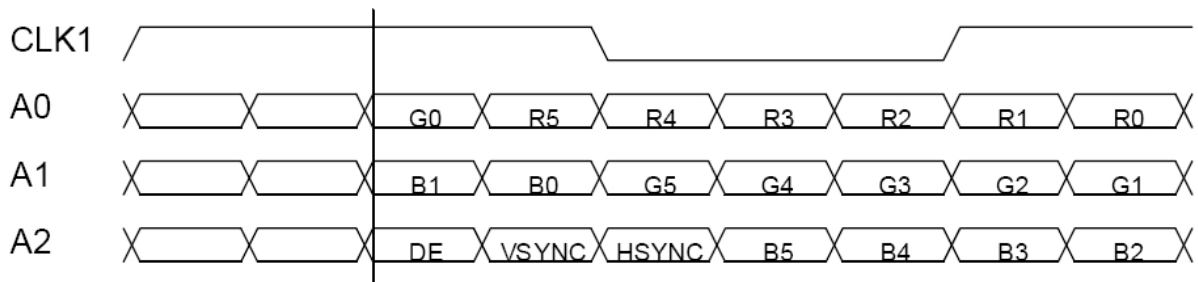 CLK1
A0 G0 R5 R4 R3 R2 R1 R0
A1 B1 B0 G5 G4 G3 G2 G1
A2 DE VSYNC HSYNC B5 B4 B3 B2